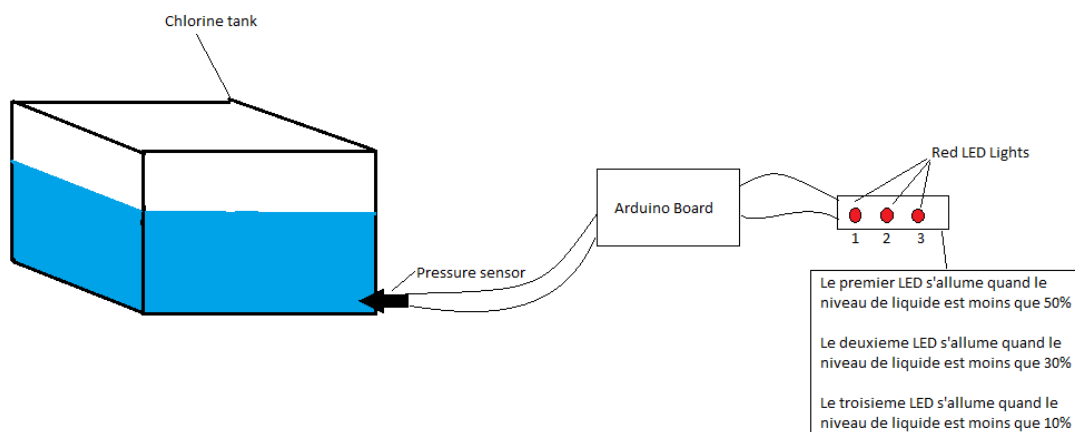 Chlorine tank
Red LED Lights
Arduino Board
1 2 3
Pressure sensor
Le premier LED s'allume quand le
niveau de liquide est moins que 50%
Le deuxieme LED s'allume quand le
niveau de liquide est moins que 30%
Le troisieme LED s'allume quand le
niveau de liquide est moins que 10%